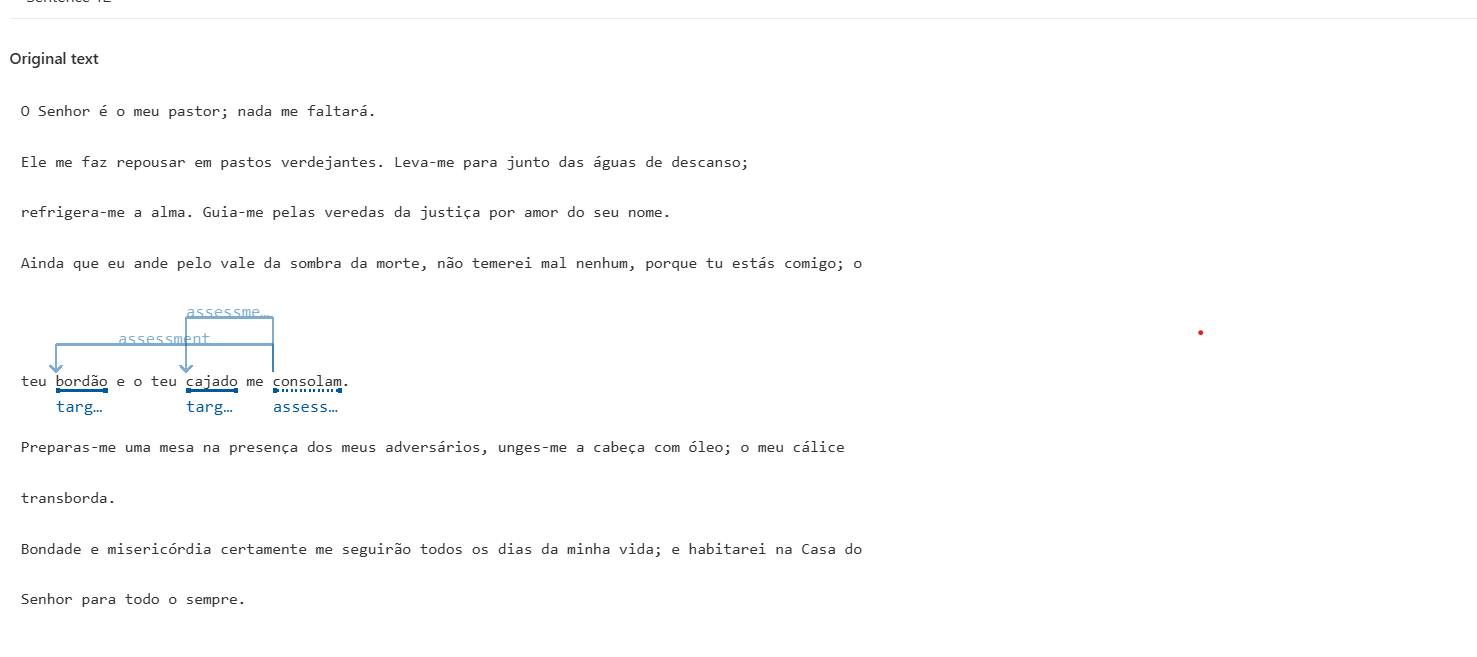 Original text
O Senhor é o meu pastor; nada me faltará.
Ele me faz repousar em pastos verdejantes. Leva-me para junto das águas de descanso;
refrigera-me a alma. Guia-me pelas veredas da justiça por amor do seu nome.
Ainda que eu ande pelo vale da sombra da morte, não temerei mal nenhum, porque tu estás comigo; o
assessme…
assessment
teu bordão e o teu cajado me consolam.
targ… targ… assess…
Preparas-me uma mesa na presença dos meus adversários, unges-me a cabeça com óleo; o meu cálice
transborda.
Bondade e misericórdia certamente me seguirão todos os dias da minha vida; e habitarei na Casa do
Senhor para todo o sempre.